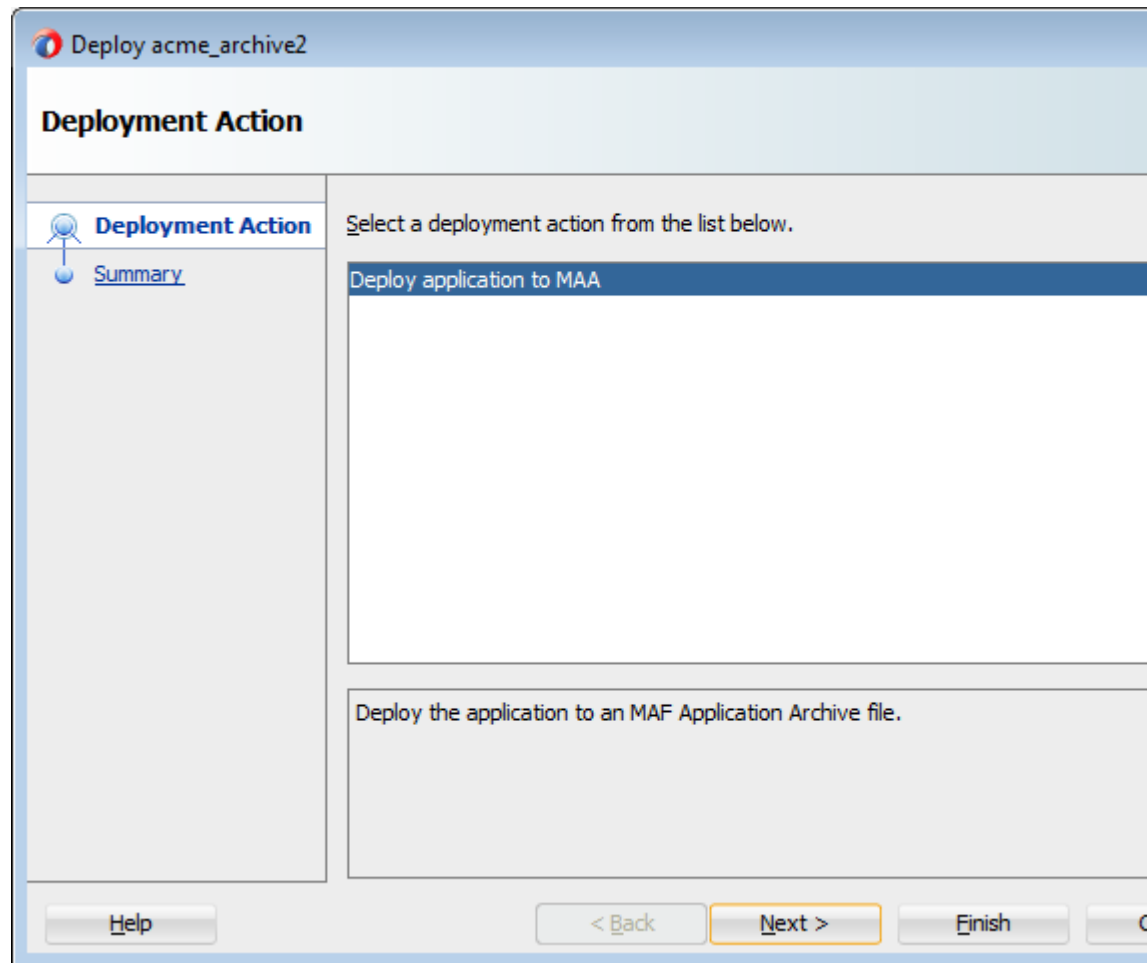 Deploy acme_archive2
Deployment Action
Deployment Action
Summary
Select a deployment action from the list below.
Deploy application to MAA
Deploy the application to an MAF Application Archive file.
Help
< Back
Next >
Finish